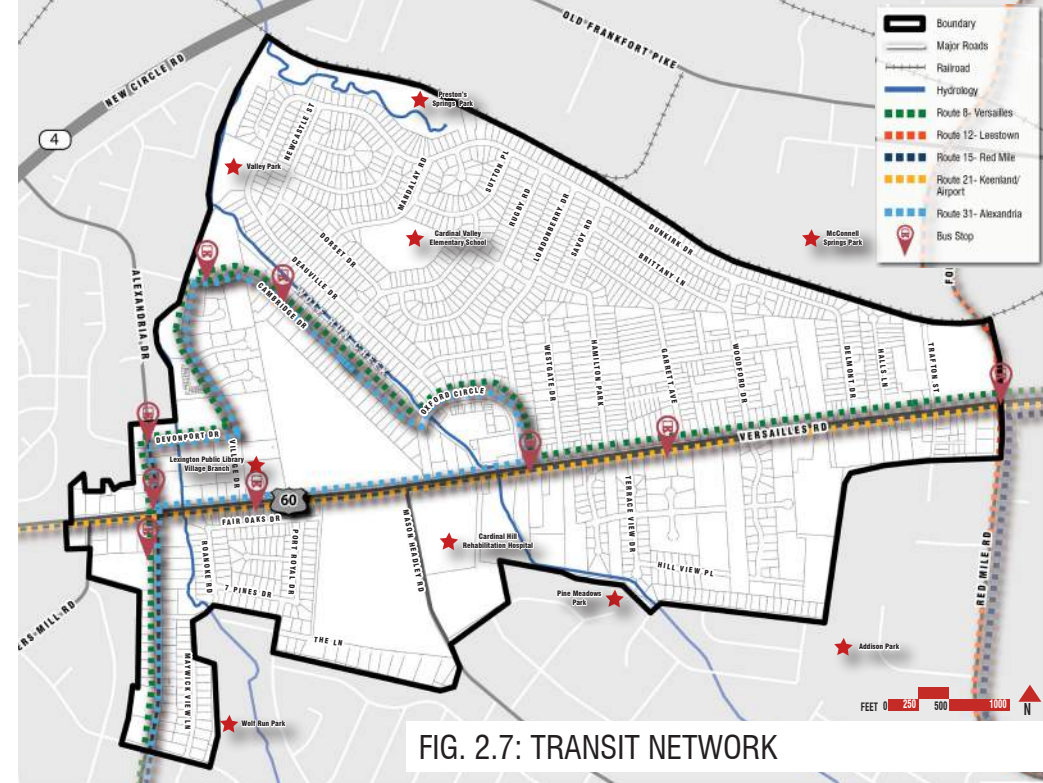 OLD FRANKFORT PIKE
NEW CIRCLE RD
4
Boundary
Major Roads
Railroad
Hydrology
Route 8- Versailles
Route 12- Leestown
Route 15- Red Mile
Route 21- Keenland/
Airport
Route 31- Alexandria
Bus Stop
Preston's
Springs Park
NEWCASTLE ST
Valley Park
MANDALAY RD
SUTTON PL
RUGBY RD
LONDONBERRY DR
SAVOY RD
DUNKIRK DR
BRITTANY LN
Cardinal Valley
Elementary School
McConnell
Springs Park
DORSET DR
DEAUVILLE DR
CAMBRIDGE DR
ALEXANDRIA DR
FO
OXFORD CIRCLE
WESTGATE DR
HAMILTON PARK
GARRETT AVE
WOODFORD DR
DELMONT DR
HALLS LN
TRAFTON ST
VERSAILLES RD
DEVONPORT DR
VILLAGE DR
Lexington Public Library
Village Branch
60
FAIR OAKS DR
ROANOKE RD
PORT ROYAL DR
7 PINES DR
MASON HEADLEY RD
Cardinal Hill
Rehabilitation Hospital
TERRACE VIEW DR
HILL VIEW PL
Pine Meadows
Park
RED MILE RD
ERS-MILL RD
THE LN
MAYWICK VIEW LN
Wolf Run Park
Addison Park
FEET 0 250 500 1000
N
FIG. 2.7: TRANSIT NETWORK